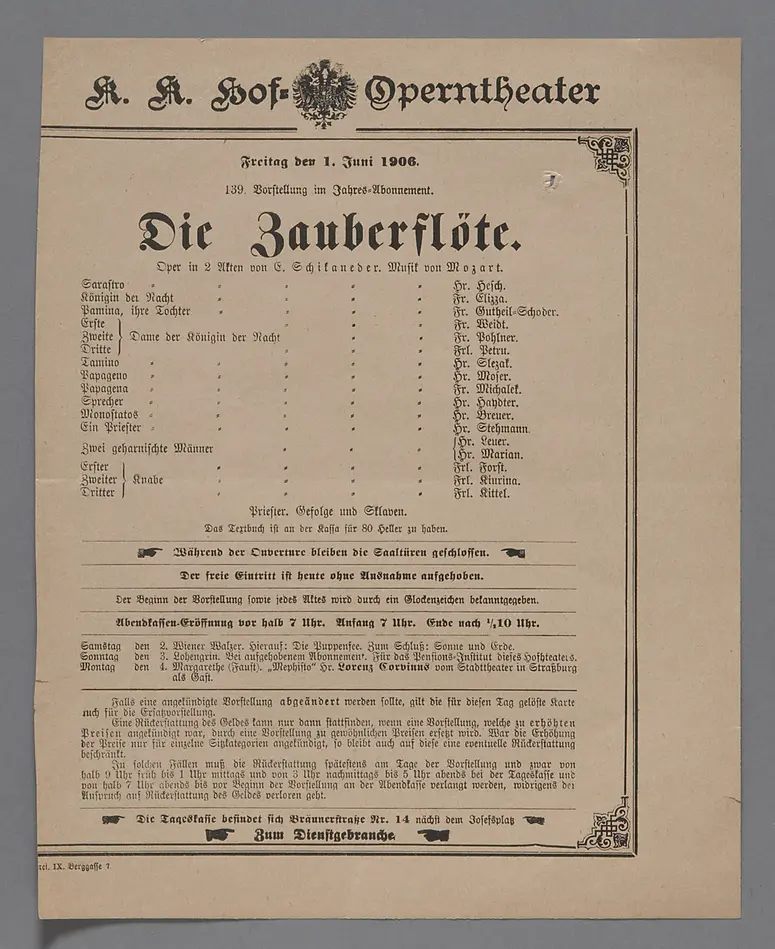 K. K. Hof-Operntheater
Freitag den 1. Juni 1906.
139. Vorstellung im Jahres-Abonnement.
Die Zauberflöte.
Oper in 2 Akten von E. Schikaneder. Musik von Mozart.
Sarastro Hr. Hesch.
Königin der Nacht Fr. Elizza.
Pamina, ihre Tochter Fr. Gutheil-Schoder.
Erste Fr. Weidt.
Zweite Dame der Königin der Nacht Fr. Pohlner.
Dritte Frl. Petru.
Tamino Hr. Slezak.
Papageno Hr. Moser.
Papagena Fr. Michalek.
Sprecher Hr. Haydter.
Monostatos Hr. Breuer.
Ein Priester Hr. Stehmann.
Zwei geharnischte Männer Hr. Leuer.
Hr. Marian.
Erster Frl. Forst.
Zweiter Knabe Frl. Kiurina.
Dritter Frl. Kittel.
Priester. Gefolge und Sklaven.
Das Textbuch ist an der Kassa für 80 Heller zu haben.
Während der Ouverture bleiben die Saaltüren geschlossen.
Der freie Eintritt ist heute ohne Ausnahme aufgehoben.
Der Beginn der Vorstellung sowie jedes Aktes wird durch ein Glockenzeichen bekanntgegeben.
Abendkassen-Eröffnung vor halb 7 Uhr. Anfang 7 Uhr. Ende nach 1/210 Uhr.
Samstag den 2. Wiener Walzer. Hierauf: Die Puppenfee. Zum Schluß: Sonne und Erde.
Sonntag den 3. Lohengrin. Bei aufgehobenem Abonnement. Für das Pensions-Institut dieses Hoftheaters.
Montag den 4. Margarethe (Faust). „Mephisto“ Hr. Lorenz Corvinus vom Stadttheater in Straßburg
als Gast.
Falls eine angekündigte Vorstellung abgeändert werden sollte, gilt die für diesen Tag gelöste Karte
auch für die Ersatzvorstellung.
Eine Rückerstattung des Geldes kann nur dann stattfinden, wenn eine Vorstellung, welche zu erhöhten
Preisen angekündigt war, durch eine Vorstellung zu gewöhnlichen Preisen ersetzt wird. War die Erhöhung
der Preise nur für einzelne Sitzkategorien angekündigt, so bleibt auch auf diese eine eventuelle Rückerstattung
beschränkt.
In solchen Fällen muß die Rückerstattung spätestens am Tage der Vorstellung und zwar von
halb 9 Uhr früh bis 1 Uhr mittags und von 3 Uhr nachmittags bis 5 Uhr abends bei der Tageskasse und
von halb 7 Uhr abends bis vor Beginn der Vorstellung an der Abendkasse verlangt werden, widrigens der
Anspruch auf Rückerstattung des Geldes verloren geht.
Die Tageskasse befindet sich Bräunerstraße Nr. 14 nächst dem Josefsplatz
Zum Dienstgebrauche.
IX. Berggasse 7